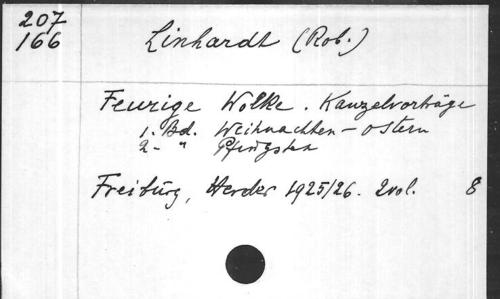 207
166
Linhardt (Rob.)
Feurige Wolke. Kanzelvorträge
1. Bd. Weihnachten - Ostern
2- " Pfingsten
Freiburg, Herder 1925/26. 2vol. 8